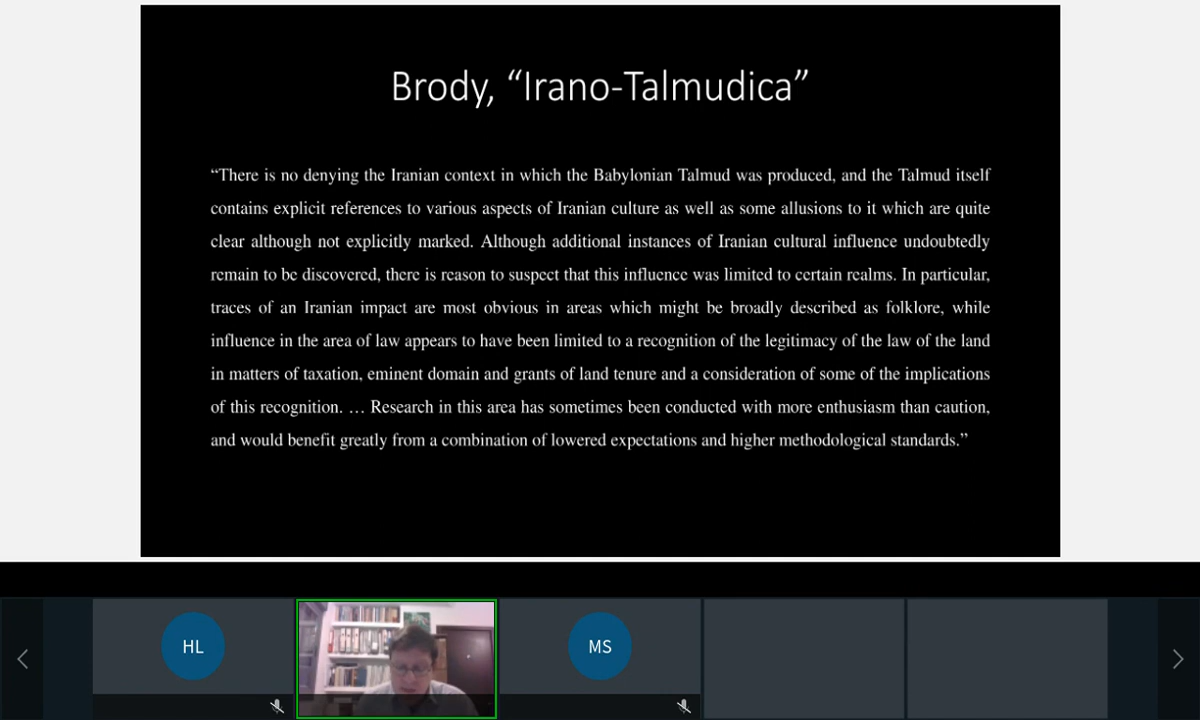 Brody, “Irano-Talmudica”
“There is no denying the Iranian context in which the Babylonian Talmud was produced, and the Talmud itself
contains explicit references to various aspects of Iranian culture as well as some allusions to it which are quite
clear although not explicitly marked. Although additional instances of Iranian cultural influence undoubtedly
remain to be discovered, there is reason to suspect that this influence was limited to certain realms. In particular,
traces of an Iranian impact are most obvious in areas which might be broadly described as folklore, while
influence in the area of law appears to have been limited to a recognition of the legitimacy of the law of the land
in matters of taxation, eminent domain and grants of land tenure and a consideration of some of the implications
of this recognition. … Research in this area has sometimes been conducted with more enthusiasm than caution,
and would benefit greatly from a combination of lowered expectations and higher methodological standards.”
HL
MS